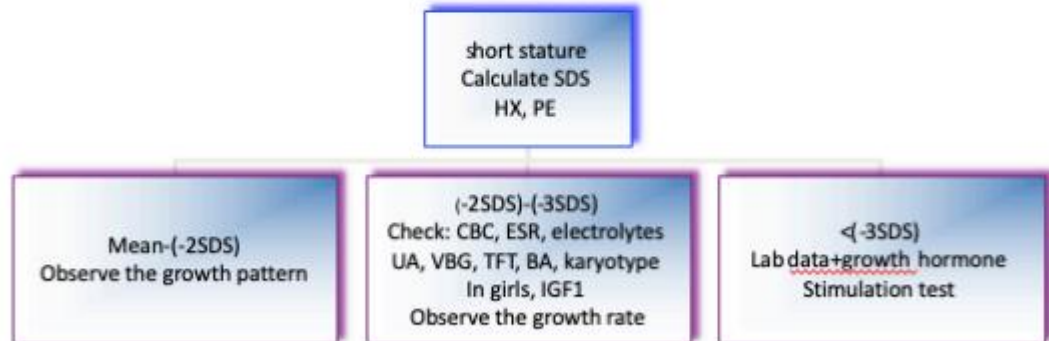 short stature
Calculate SDS
HX, PE
Mean-(-2SDS)
Observe the growth pattern
(-2SDS)-(-3SDS)
Check: CBC, ESR, electrolytes
UA, VBG, TFT, BA, karyotype
In girls, IGF1
Observe the growth rate
<(-3SDS)
Lab data+growth hormone
Stimulation test